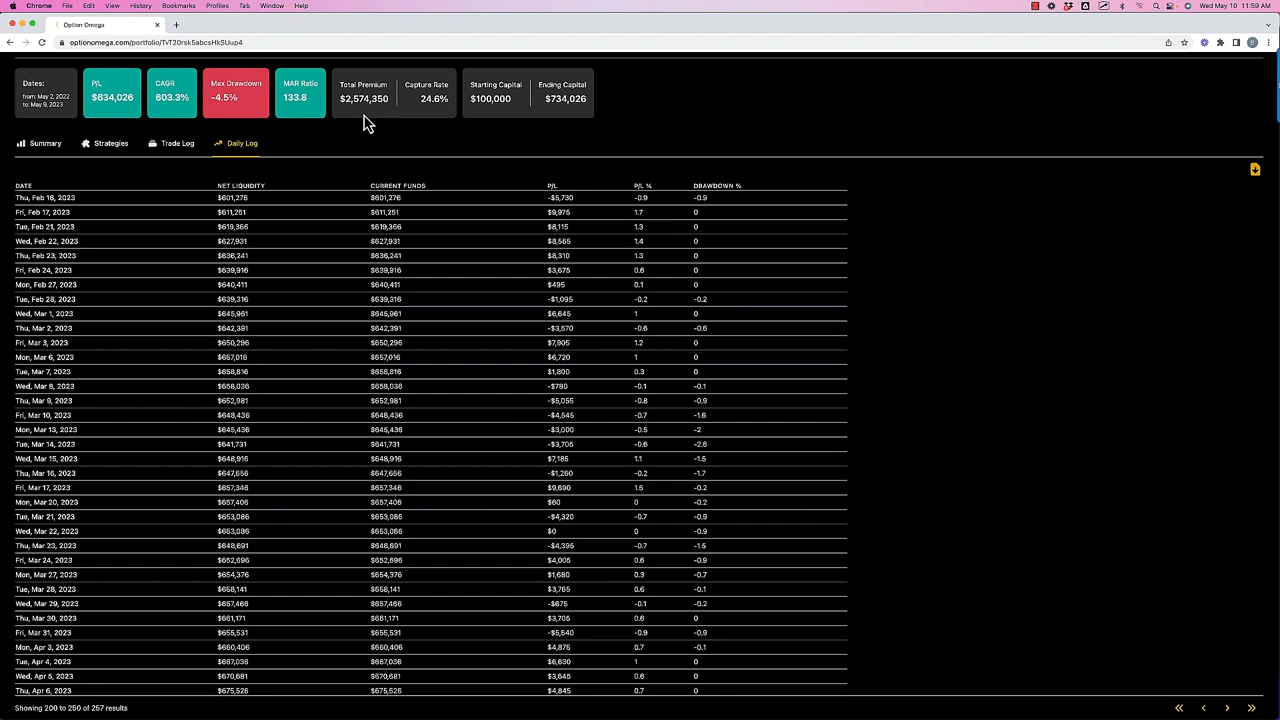 Chrome File Edit View History Bookmarks Profiles Tab Window Help Wed May 10 11:59 AM
Option Omega
optionomega.com/portfolio/TvT20rsk5abcsHkSUup4
Dates: P/L CAGR Max Drawdown MAR Ratio Total Premium Capture Rate Starting Capital Ending Capital
from: May 2, 2022
to: May 9, 2023
$634,026 603.3% -4.5% 133.8 $2,574,350 24.6% $100,000 $734,026
Summary Strategies Trade Log Daily Log
DATE NET LIQUIDITY CURRENT FUNDS P/L P/L % DRAWDOWN %
Thu, Feb 16, 2023 $601,276 $601,276 -$5,730 -0.9 -0.9
Fri, Feb 17, 2023 $611,251 $611,251 $9,975 1.7 0
Tue, Feb 21, 2023 $619,366 $619,366 $8,115 1.3 0
Wed, Feb 22, 2023 $627,931 $627,931 $8,565 1.4 0
Thu, Feb 23, 2023 $636,241 $636,241 $8,310 1.3 0
Fri, Feb 24, 2023 $639,916 $639,916 $3,675 0.6 0
Mon, Feb 27, 2023 $640,411 $640,411 $495 0.1 0
Tue, Feb 28, 2023 $639,316 $639,316 -$1,095 -0.2 -0.2
Wed, Mar 1, 2023 $645,961 $645,961 $6,645 1 0
Thu, Mar 2, 2023 $642,391 $642,391 -$3,570 -0.6 -0.6
Fri, Mar 3, 2023 $650,296 $650,296 $7,905 1.2 0
Mon, Mar 6, 2023 $657,016 $657,016 $6,720 1 0
Tue, Mar 7, 2023 $658,816 $658,816 $1,800 0.3 0
Wed, Mar 8, 2023 $658,036 $658,036 -$780 -0.1 -0.1
Thu, Mar 9, 2023 $652,981 $652,981 -$5,055 -0.8 -0.9
Fri, Mar 10, 2023 $648,436 $648,436 -$4,545 -0.7 -1.6
Mon, Mar 13, 2023 $645,436 $645,436 -$3,000 -0.5 -2
Tue, Mar 14, 2023 $641,731 $641,731 -$3,705 -0.6 -2.6
Wed, Mar 15, 2023 $648,916 $648,916 $7,185 1.1 -1.5
Thu, Mar 16, 2023 $647,656 $647,656 -$1,260 -0.2 -1.7
Fri, Mar 17, 2023 $657,346 $657,346 $9,690 1.5 -0.2
Mon, Mar 20, 2023 $657,406 $657,406 $60 0 -0.2
Tue, Mar 21, 2023 $653,086 $653,086 -$4,320 -0.7 -0.9
Wed, Mar 22, 2023 $653,086 $653,086 $0 0 -0.9
Thu, Mar 23, 2023 $648,691 $648,691 -$4,395 -0.7 -1.5
Fri, Mar 24, 2023 $652,696 $652,696 $4,005 0.6 -0.9
Mon, Mar 27, 2023 $654,376 $654,376 $1,680 0.3 -0.7
Tue, Mar 28, 2023 $658,141 $658,141 $3,765 0.6 -0.1
Wed, Mar 29, 2023 $657,466 $657,466 -$675 -0.1 -0.2
Thu, Mar 30, 2023 $661,171 $661,171 $3,705 0.6 0
Fri, Mar 31, 2023 $655,531 $655,531 -$5,640 -0.9 -0.9
Mon, Apr 3, 2023 $660,406 $660,406 $4,875 0.7 -0.1
Tue, Apr 4, 2023 $667,036 $667,036 $6,630 1 0
Wed, Apr 5, 2023 $670,681 $670,681 $3,645 0.6 0
Thu, Apr 6, 2023 $675,526 $675,526 $4,845 0.7 0
Showing 200 to 250 of 257 results